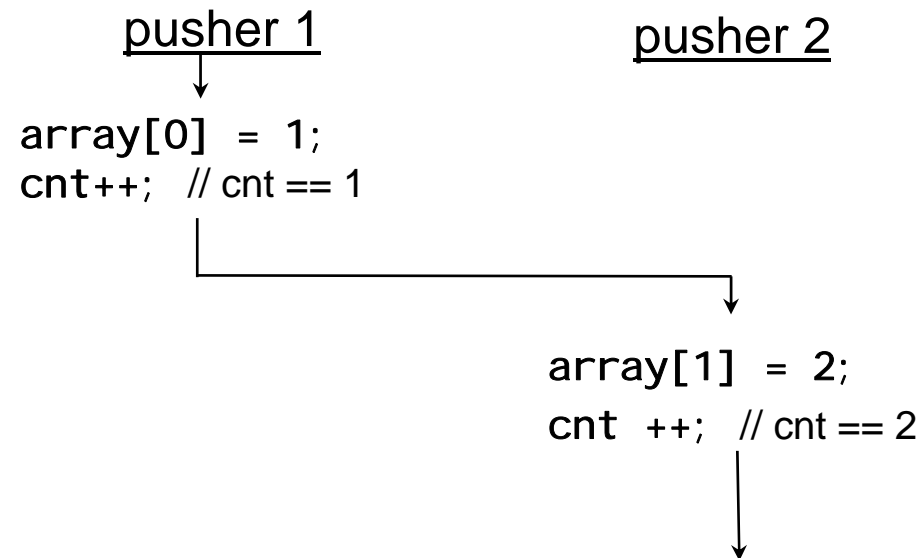 pusher 1
pusher 2
array[0] = 1;
cnt++; // cnt == 1
array[1] = 2;
cnt ++; // cnt == 2